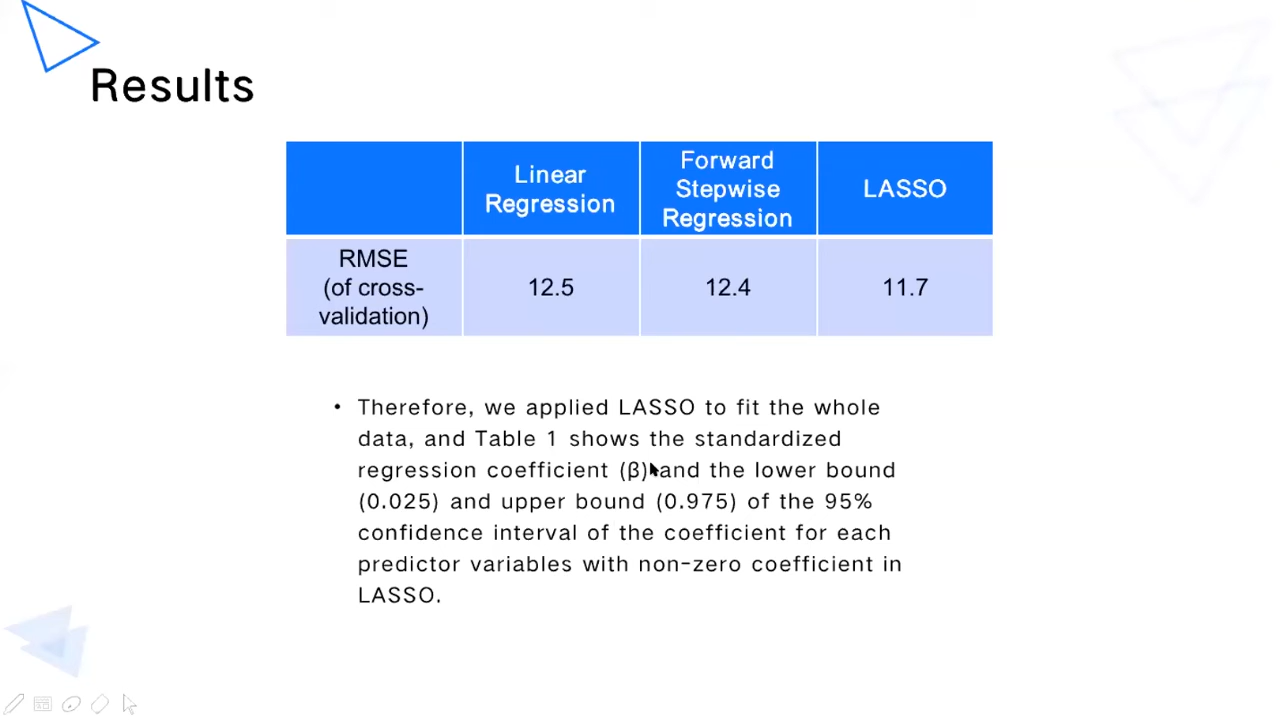 Results
Linear
Regression
Forward
Stepwise
Regression
LASSO
RMSE
(of cross-
validation)
12.5
12.4
11.7
• Therefore, we applied LASSO to fit the whole
data, and Table 1 shows the standardized
regression coefficient (β) and the lower bound
(0.025) and upper bound (0.975) of the 95%
confidence interval of the coefficient for each
predictor variables with non-zero coefficient in
LASSO.